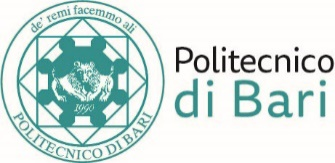 de' remi facemmo ali
1990
POLITECNICO DI BARI
Politecnico
di Bari